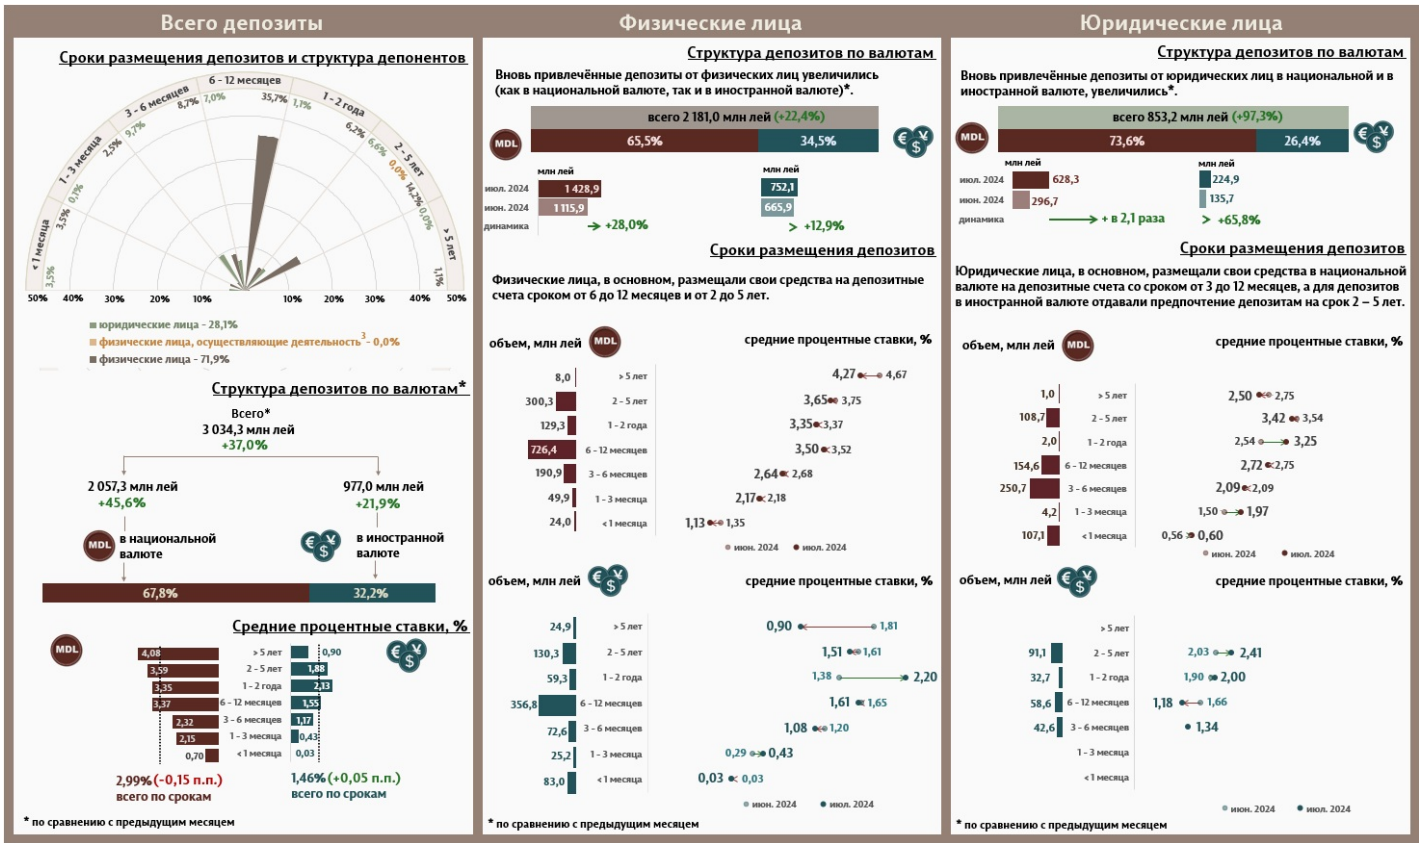 Всего депозиты
Сроки размещения депозитов и структура депонентов
6 - 12 месяцев
3 - 6 месяцев
1 - 2 года
1 - 3 месяца
2 - 5 лет
< 1 месяца
> 5 лет
3,5%
3,5%
0,1%
2,5%
9,7%
8,7%
7,0%
35,7%
1,1%
6,2%
6,6%
0,0%
14,2%
0,0%
1,1%
50% 40% 30% 20% 10% 10% 20% 30% 40% 50%
юридические лица - 28,1%
физические лица, осуществляющие деятельность3 - 0,0%
физические лица - 71,9%
Структура депозитов по валютам*
Всего*
3 034,3 млн лей
+37,0%
2 057,3 млн лей
+45,6%
977,0 млн лей
+21,9%
MDL
в национальной
валюте
€ ¥ $
в иностранной
валюте
67,8% 32,2%
Средние процентные ставки, %
MDL
€ ¥ $
4,08 > 5 лет 0,90
3,59 2 - 5 лет 1,88
3,35 1 - 2 года 2,13
3,37 6 - 12 месяцев 1,55
2,32 3 - 6 месяцев 1,17
2,15 1 - 3 месяца 0,43
0,70 < 1 месяца 0,03
2,99% (-0,15 п.п.)
всего по срокам
1,46% (+0,05 п.п.)
всего по срокам
* по сравнению с предыдущим месяцем
Физические лица
Структура депозитов по валютам
Вновь привлечённые депозиты от физических лиц увеличились
(как в национальной валюте, так и в иностранной валюте)*.
всего 2 181,0 млн лей (+22,4%)
MDL 65,5% 34,5% € ¥ $
млн лей млн лей
июл. 2024 1 428,9 752,1
июн. 2024 1 115,9 665,9
динамика +28,0% +12,9%
Сроки размещения депозитов
Физические лица, в основном, размещали свои средства на депозитные
счета сроком от 6 до 12 месяцев и от 2 до 5 лет.
объем, млн лей MDL средние процентные ставки, %
8,0 > 5 лет 4,27 4,67
300,3 2 - 5 лет 3,65 3,75
129,3 1 - 2 года 3,35 3,37
726,4 6 - 12 месяцев 3,50 3,52
190,9 3 - 6 месяцев 2,64 2,68
49,9 1 - 3 месяца 2,17 2,18
24,0 < 1 месяца 1,13 1,35
июн. 2024 июл. 2024
объем, млн лей € ¥ $ средние процентные ставки, %
24,9 > 5 лет 0,90 1,81
130,3 2 - 5 лет 1,51 1,61
59,3 1 - 2 года 1,38 2,20
356,8 6 - 12 месяцев 1,61 1,65
72,6 3 - 6 месяцев 1,08 1,20
25,2 1 - 3 месяца 0,29 0,43
83,0 < 1 месяца 0,03 0,03
июн. 2024 июл. 2024
* по сравнению с предыдущим месяцем
Юридические лица
Структура депозитов по валютам
Вновь привлечённые депозиты от юридических лиц в национальной и в
иностранной валюте, увеличились*.
всего 853,2 млн лей (+97,3%)
MDL 73,6% 26,4% € ¥ $
млн лей млн лей
июл. 2024 628,3 224,9
июн. 2024 296,7 135,7
динамика + в 2,1 раза +65,8%
Сроки размещения депозитов
Юридические лица, в основном, размещали свои средства в национальной
валюте на депозитные счета со сроком от 3 до 12 месяцев, а для депозитов
в иностранной валюте отдавали предпочтение депозитам на срок 2 – 5 лет.
объем, млн лей MDL средние процентные ставки, %
1,0 > 5 лет 2,50 2,75
108,7 2 - 5 лет 3,42 3,54
2,0 1 - 2 года 2,54 3,25
154,6 6 - 12 месяцев 2,72 2,75
250,7 3 - 6 месяцев 2,09 2,09
4,2 1 - 3 месяца 1,50 1,97
107,1 < 1 месяца 0,56 0,60
июн. 2024 июл. 2024
объем, млн лей € ¥ $ средние процентные ставки, %
> 5 лет
91,1 2 - 5 лет 2,03 2,41
32,7 1 - 2 года 1,90 2,00
58,6 6 - 12 месяцев 1,18 1,66
42,6 3 - 6 месяцев 1,34
1 - 3 месяца
< 1 месяца
июн. 2024 июл. 2024
* по сравнению с предыдущим месяцем